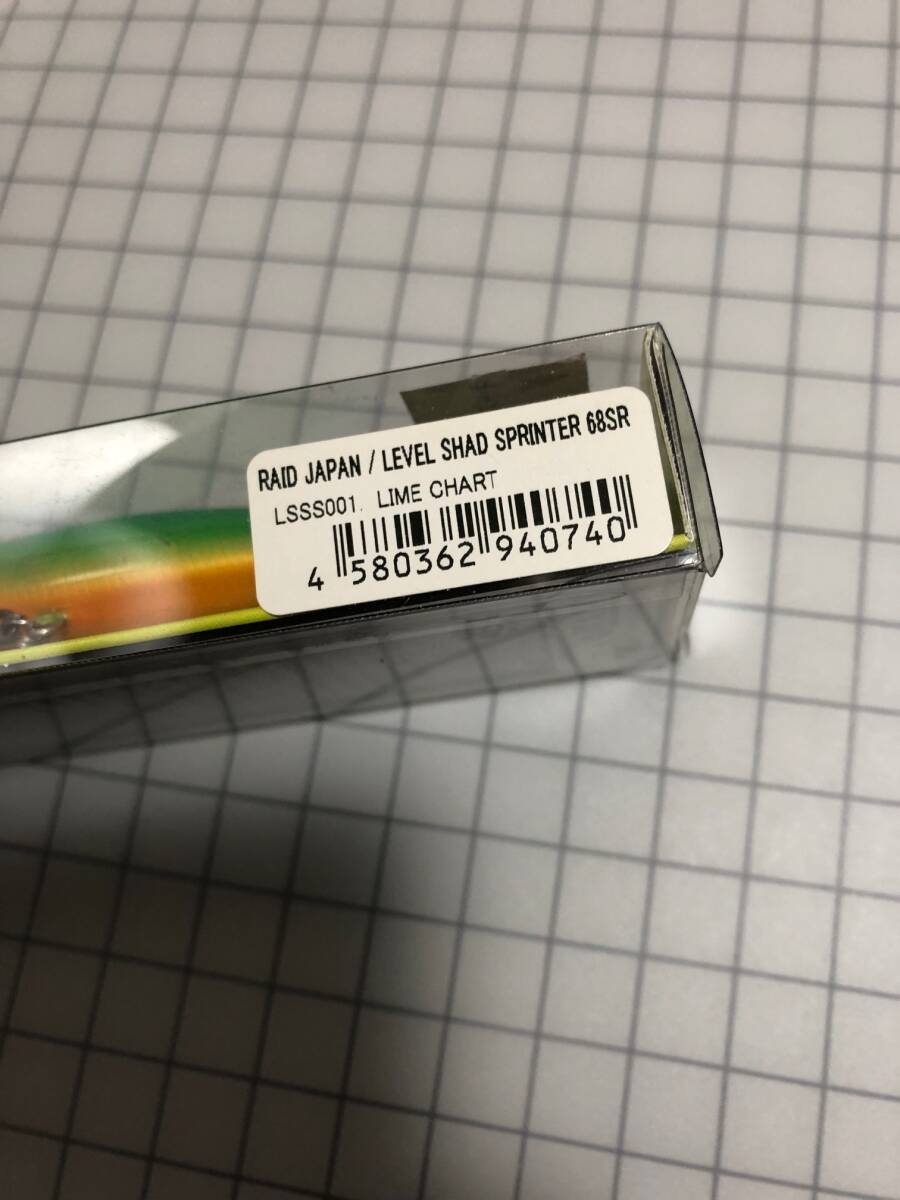 RAID JAPAN / LEVEL SHAD SPRINTER 68SR
LSSS001. LIME CHART
4 580362 940740